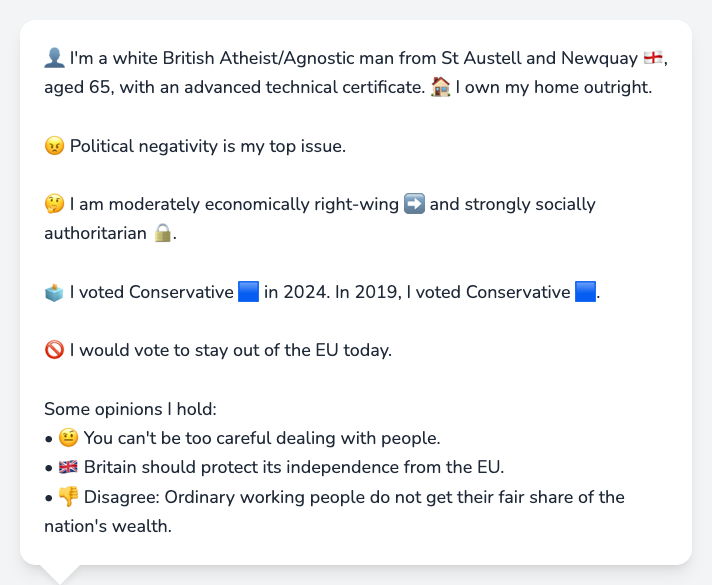 👤 I'm a white British Atheist/Agnostic man from St Austell and Newquay 🏴󠁧󠁢󠁥󠁮󠁧󠁿,
aged 65, with an advanced technical certificate. 🏠 I own my home outright.
😠 Political negativity is my top issue.
🤔 I am moderately economically right-wing ➡️ and strongly socially
authoritarian 🔒.
🗳️ I voted Conservative 🟦 in 2024. In 2019, I voted Conservative 🟦.
🚫 I would vote to stay out of the EU today.
Some opinions I hold:
• 🤨 You can't be too careful dealing with people.
• 🇬🇧 Britain should protect its independence from the EU.
• 👎 Disagree: Ordinary working people do not get their fair share of the
nation's wealth.